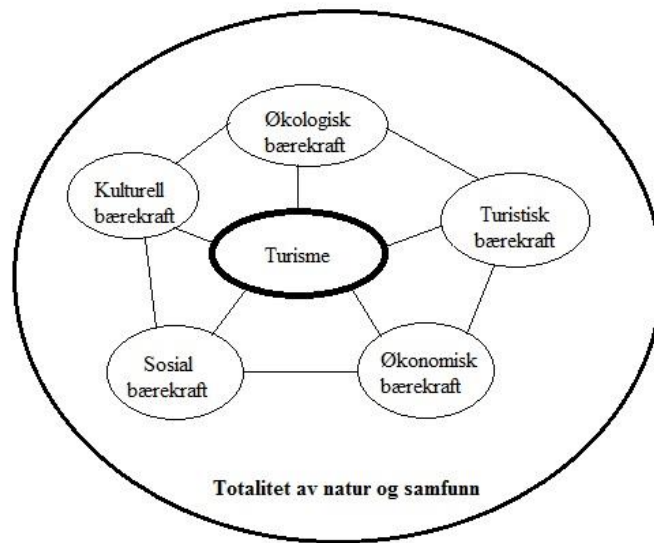 Økologisk
bærekraft
Kulturell
bærekraft
Turistisk
bærekraft
Turisme
Sosial
bærekraft
Økonomisk
bærekraft
Totalitet av natur og samfunn